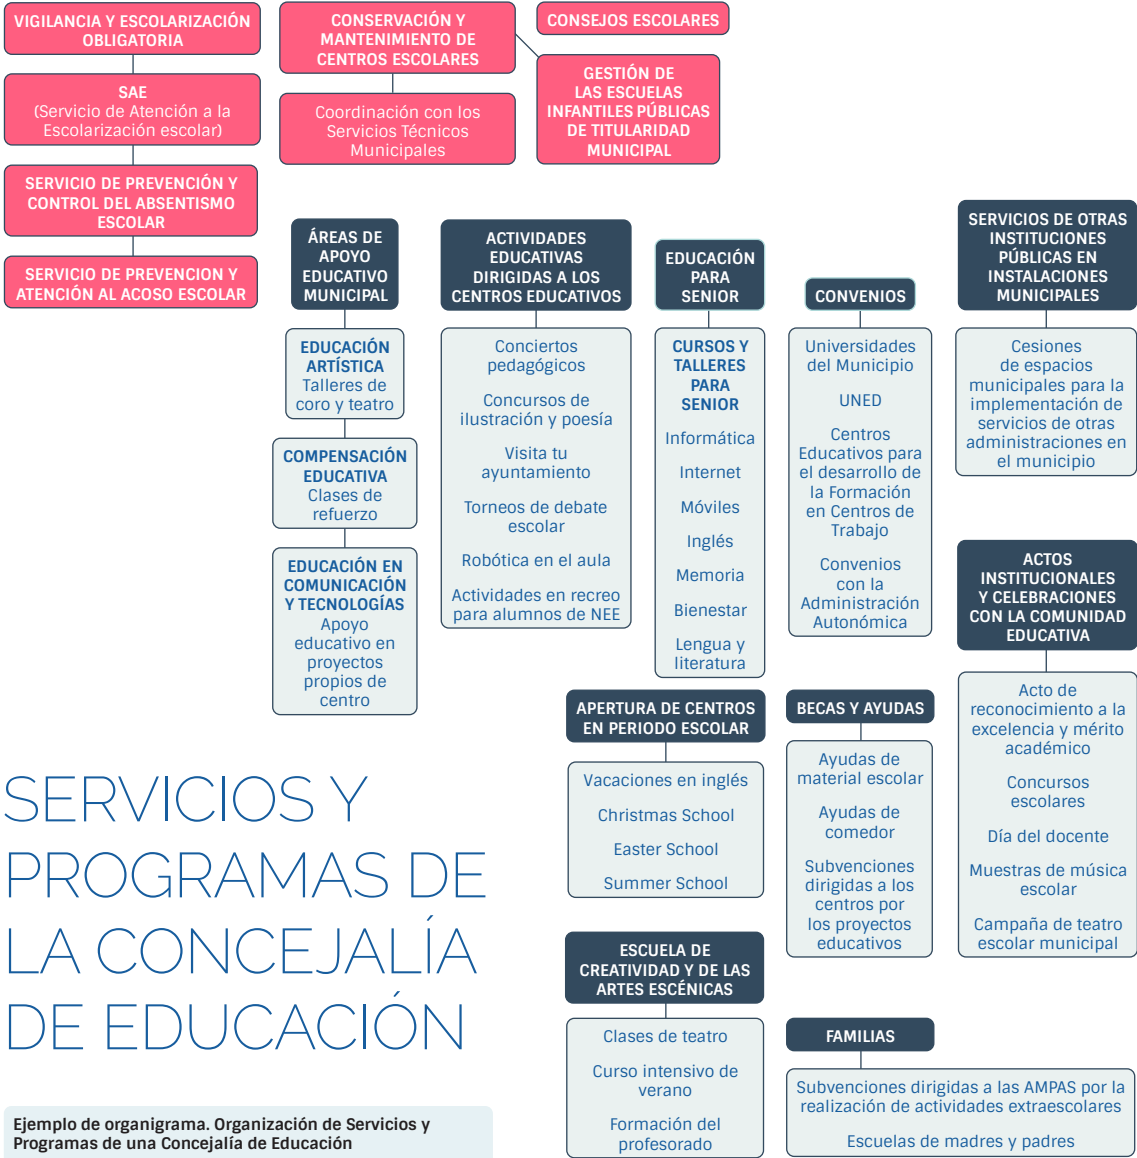 VIGILANCIA Y ESCOLARIZACIÓN
OBLIGATORIA
SAE
(Servicio de Atención a la
Escolarización escolar)
SERVICIO DE PREVENCIÓN Y
CONTROL DEL ABSENTISMO
ESCOLAR
SERVICIO DE PREVENCION Y
ATENCIÓN AL ACOSO ESCOLAR
CONSERVACIÓN Y
MANTENIMIENTO DE
CENTROS ESCOLARES
Coordinación con los
Servicios Técnicos
Municipales
CONSEJOS ESCOLARES
GESTIÓN DE
LAS ESCUELAS
INFANTILES PÚBLICAS
DE TITULARIDAD
MUNICIPAL
ÁREAS DE
APOYO
EDUCATIVO
MUNICIPAL
EDUCACIÓN
ARTÍSTICA
Talleres de
coro y teatro
COMPENSACIÓN
EDUCATIVA
Clases de
refuerzo
EDUCACIÓN EN
COMUNICACIÓN
Y TECNOLOGÍAS
Apoyo
educativo en
proyectos
propios de
centro
ACTIVIDADES
EDUCATIVAS
DIRIGIDAS A LOS
CENTROS EDUCATIVOS
Conciertos
pedagógicos
Concursos de
ilustración y poesía
Visita tu
ayuntamiento
Torneos de debate
escolar
Robótica en el aula
Actividades en recreo
para alumnos de NEE
EDUCACIÓN
PARA
SENIOR
CURSOS Y
TALLERES
PARA
SENIOR
Informática
Internet
Móviles
Inglés
Memoria
Bienestar
Lengua y
literatura
CONVENIOS
Universidades
del Municipio
UNED
Centros
Educativos para
el desarrollo de
la Formación
en Centros de
Trabajo
Convenios
con la
Administración
Autonómica
SERVICIOS DE OTRAS
INSTITUCIONES
PÚBLICAS EN
INSTALACIONES
MUNICIPALES
Cesiones
de espacios
municipales para la
implementación de
servicios de otras
administraciones en
el municipio
ACTOS
INSTITUCIONALES
Y CELEBRACIONES
CON LA COMUNIDAD
EDUCATIVA
Acto de
reconocimiento a la
excelencia y mérito
académico
Concursos
escolares
Día del docente
Muestras de música
escolar
Campaña de teatro
escolar municipal
APERTURA DE CENTROS
EN PERIODO ESCOLAR
Vacaciones en inglés
Christmas School
Easter School
Summer School
BECAS Y AYUDAS
Ayudas de
material escolar
Ayudas de
comedor
Subvenciones
dirigidas a los
centros por
los proyectos
educativos
ESCUELA DE
CREATIVIDAD Y DE LAS
ARTES ESCÉNICAS
Clases de teatro
Curso intensivo de
verano
Formación del
profesorado
FAMILIAS
Subvenciones dirigidas a las AMPAS por la
realización de actividades extraescolares
Escuelas de madres y padres
SERVICIOS Y
PROGRAMAS DE
LA CONCEJALÍA
DE EDUCACIÓN
Ejemplo de organigrama. Organización de Servicios y
Programas de una Concejalía de Educación